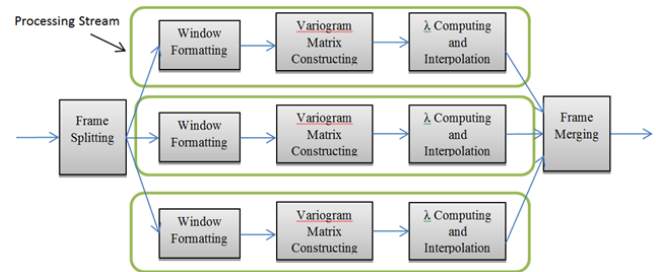 Processing Stream
Window
Formatting
Variogram
Matrix
Constructing
λ Computing
and
Interpolation
Frame
Splitting
Window
Formatting
Variogram
Matrix
Constructing
λ Computing
and
Interpolation
Frame
Merging
Window
Formatting
Variogram
Matrix
Constructing
λ Computing
and
Interpolation